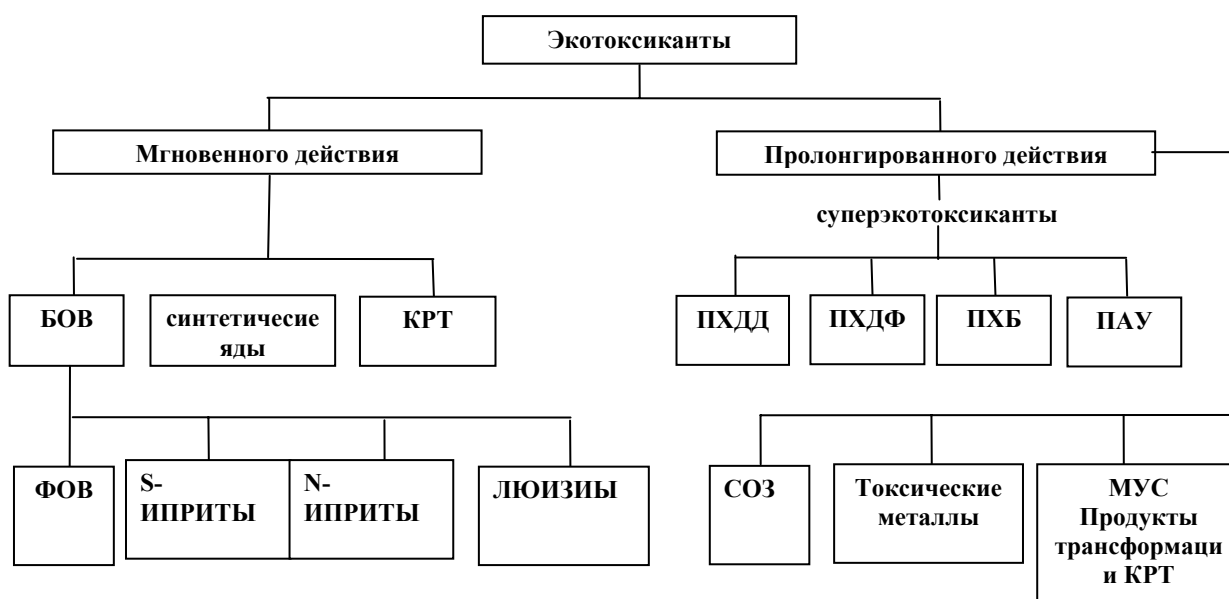 Экотоксиканты
Мгновенного действия
Пролонгированного действия
суперэкотоксиканты
БОВ
синтетичесие
яды
КРТ
ПХДД
ПХДФ
ПХБ
ПАУ
ФОВ
S-
ИПРИТЫ
N-
ИПРИТЫ
ЛЮИЗИЫ
СОЗ
Токсические
металлы
МУС
Продукты
трансформаци
и КРТ